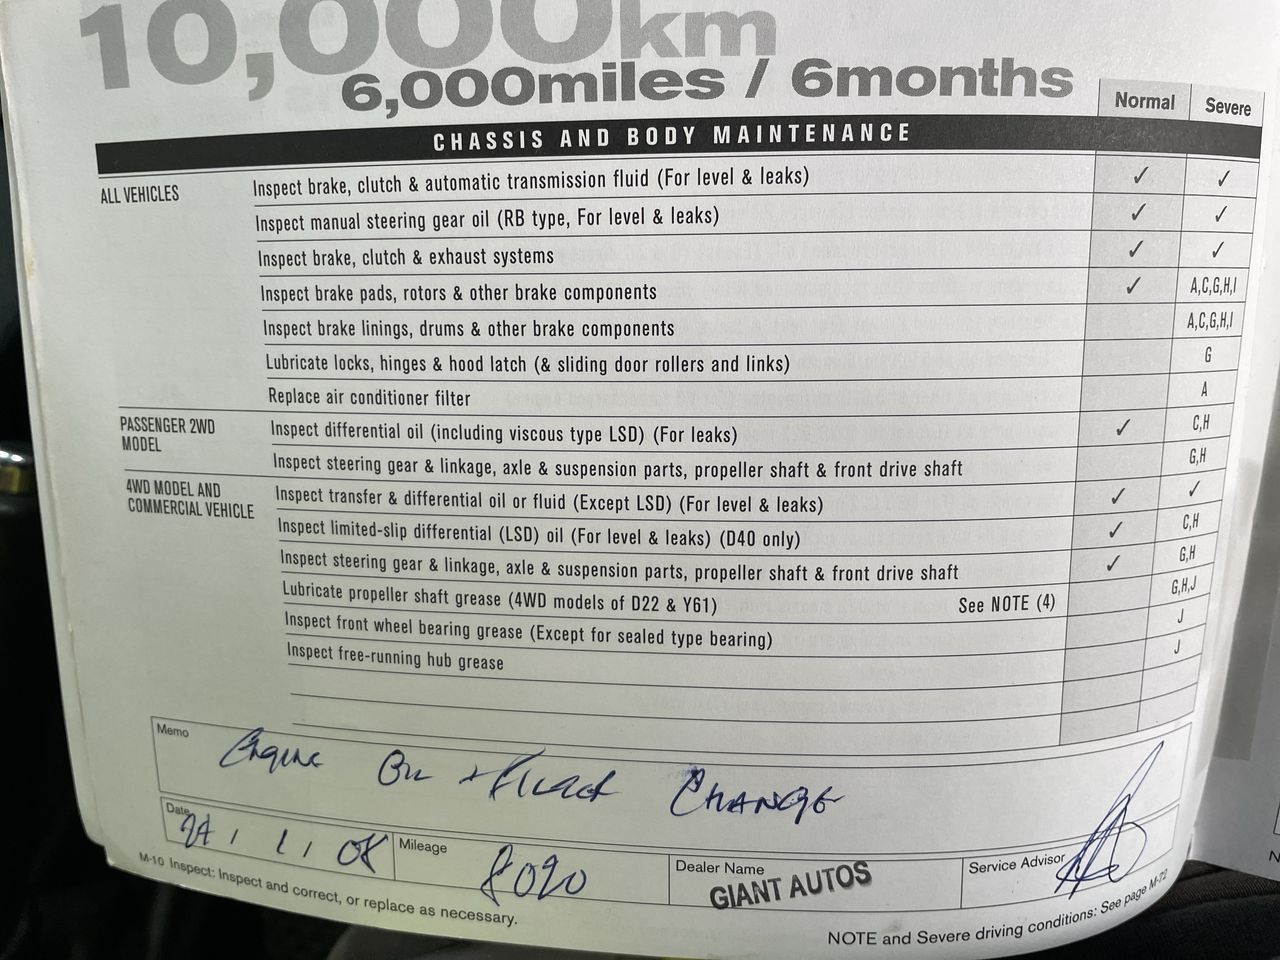 10,000km
6,000miles / 6months
Normal Severe
CHASSIS AND BODY MAINTENANCE
ALL VEHICLES
Inspect brake, clutch & automatic transmission fluid (For level & leaks) ✓ ✓
Inspect manual steering gear oil (RB type, For level & leaks) ✓ ✓
Inspect brake, clutch & exhaust systems ✓ ✓
Inspect brake pads, rotors & other brake components ✓ A,C,G,H,I
Inspect brake linings, drums & other brake components A,C,G,H,I
Lubricate locks, hinges & hood latch (& sliding door rollers and links) G
Replace air conditioner filter A
PASSENGER 2WD
MODEL
Inspect differential oil (including viscous type LSD) (For leaks) ✓ C,H
Inspect steering gear & linkage, axle & suspension parts, propeller shaft & front drive shaft G,H
4WD MODEL AND
COMMERCIAL VEHICLE
Inspect transfer & differential oil or fluid (Except LSD) (For level & leaks) ✓ ✓
Inspect limited-slip differential (LSD) oil (For level & leaks) (D40 only) ✓ C,H
Inspect steering gear & linkage, axle & suspension parts, propeller shaft & front drive shaft ✓ G,H
Lubricate propeller shaft grease (4WD models of D22 & Y61) See NOTE (4) G,H,J
Inspect front wheel bearing grease (Except for sealed type bearing) J
Inspect free-running hub grease J
Memo
Engine Oil + CHANGE
Date / 1 / 08
Mileage 8090
Dealer Name
GIANT AUTOS
Service Advisor
M-10 Inspect: Inspect and correct, or replace as necessary.
NOTE and Severe driving conditions: See page M-72